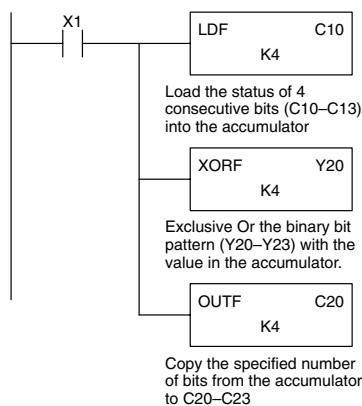 X1
LDF C10
K4
Load the status of 4
consecutive bits (C10–C13)
into the accumulator
XORF Y20
K4
Exclusive Or the binary bit
pattern (Y20–Y23) with the
value in the accumulator.
OUTF C20
K4
Copy the specified number
of bits from the accumulator
to C20–C23